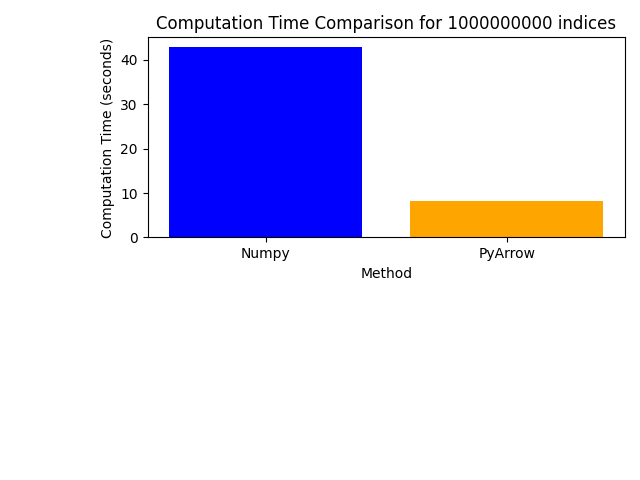 Computation Time Comparison for 1000000000 indices
Computation Time (seconds)
40
30
20
10
0
Numpy
PyArrow
Method